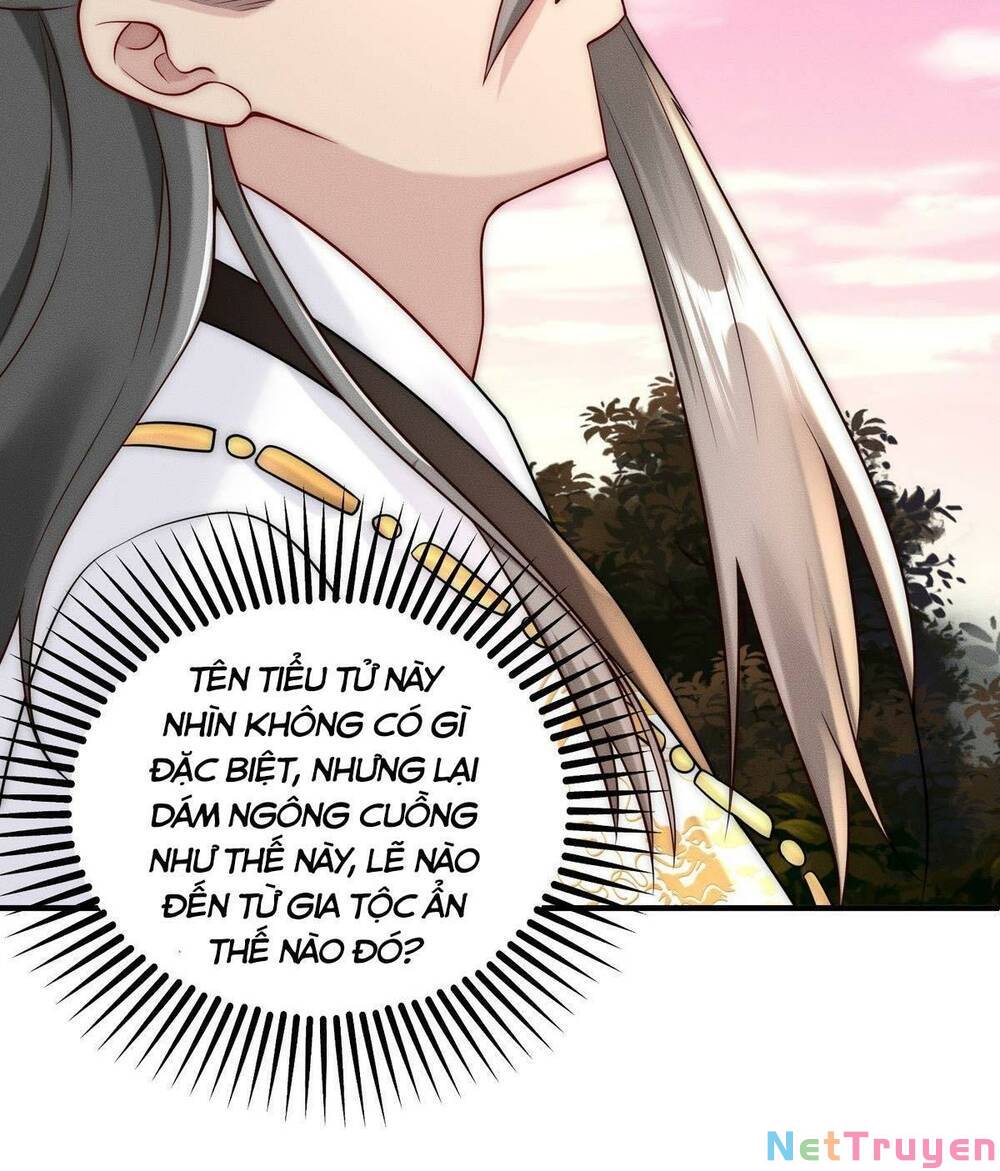 TÊN TIỂU TỬ NÀY
NHÌN KHÔNG CÓ GÌ
ĐẶC BIỆT, NHƯNG LẠI
DÁM NGÔNG CUỒNG
NHƯ THẾ NÀY, LẼ NÀO
ĐẾN TỪ GIA TỘC ẨN
THẾ NÀO ĐÓ?
NetTruyen